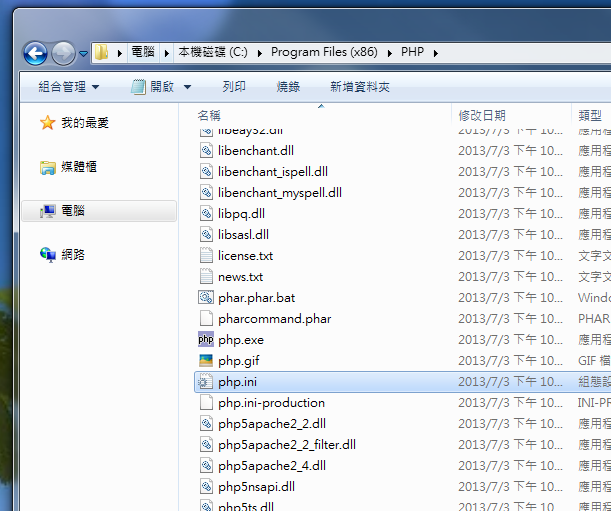 電腦 本機磁碟 (C:) Program Files (x86) PHP
組合管理 開啟 列印 燒錄 新增資料夾
我的最愛
媒體櫃
電腦
網路
名稱 修改日期 類型
libeay32.dll 2013/7/3 下午 10... 應用程
libenchant.dll 2013/7/3 下午 10... 應用程
libenchant_ispell.dll 2013/7/3 下午 10... 應用程
libenchant_myspell.dll 2013/7/3 下午 10... 應用程
libpq.dll 2013/7/3 下午 10... 應用程
libsasl.dll 2013/7/3 下午 10... 應用程
license.txt 2013/7/3 下午 10... 文字文
news.txt 2013/7/3 下午 10... 文字文
phar.phar.bat 2013/7/3 下午 10... Windo
pharcommand.phar 2013/7/3 下午 10... PHAR
php php.exe 2013/7/3 下午 10... 應用程
php.gif 2013/7/3 下午 10... GIF 檔
php.ini 2013/7/3 下午 10... 組態設
php.ini-production 2013/7/3 下午 10... INI-PR
php5apache2_2.dll 2013/7/3 下午 10... 應用程
php5apache2_2_filter.dll 2013/7/3 下午 10... 應用程
php5apache2_4.dll 2013/7/3 下午 10... 應用程
php5nsapi.dll 2013/7/3 下午 10... 應用程
php5ts.dll 2013/7/3 下午 10... 應用程